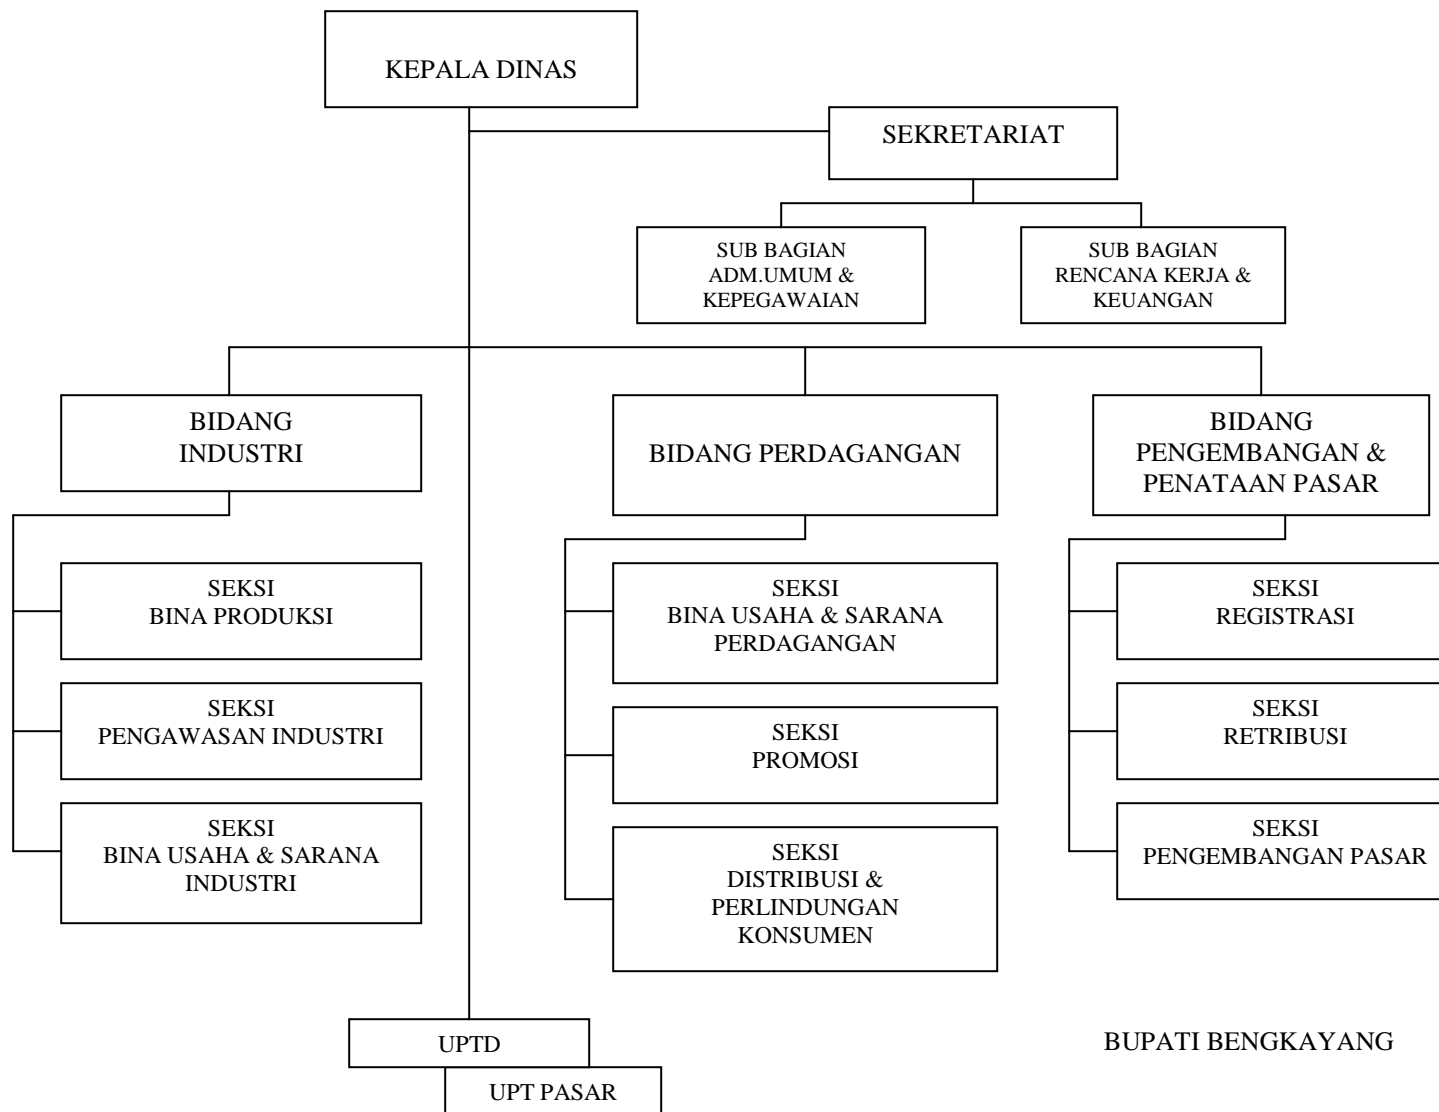 KEPALA DINAS
SEKRETARIAT
SUB BAGIAN
ADM.UMUM &
KEPEGAWAIAN
SUB BAGIAN
RENCANA KERJA &
KEUANGAN
BIDANG
INDUSTRI
BIDANG PERDAGANGAN
BIDANG
PENGEMBANGAN &
PENATAAN PASAR
SEKSI
BINA PRODUKSI
SEKSI
PENGAWASAN INDUSTRI
SEKSI
BINA USAHA & SARANA
INDUSTRI
SEKSI
BINA USAHA & SARANA
PERDAGANGAN
SEKSI
PROMOSI
SEKSI
DISTRIBUSI &
PERLINDUNGAN
KONSUMEN
SEKSI
REGISTRASI
SEKSI
RETRIBUSI
SEKSI
PENGEMBANGAN PASAR
UPTD
UPT PASAR
BUPATI BENGKAYANG